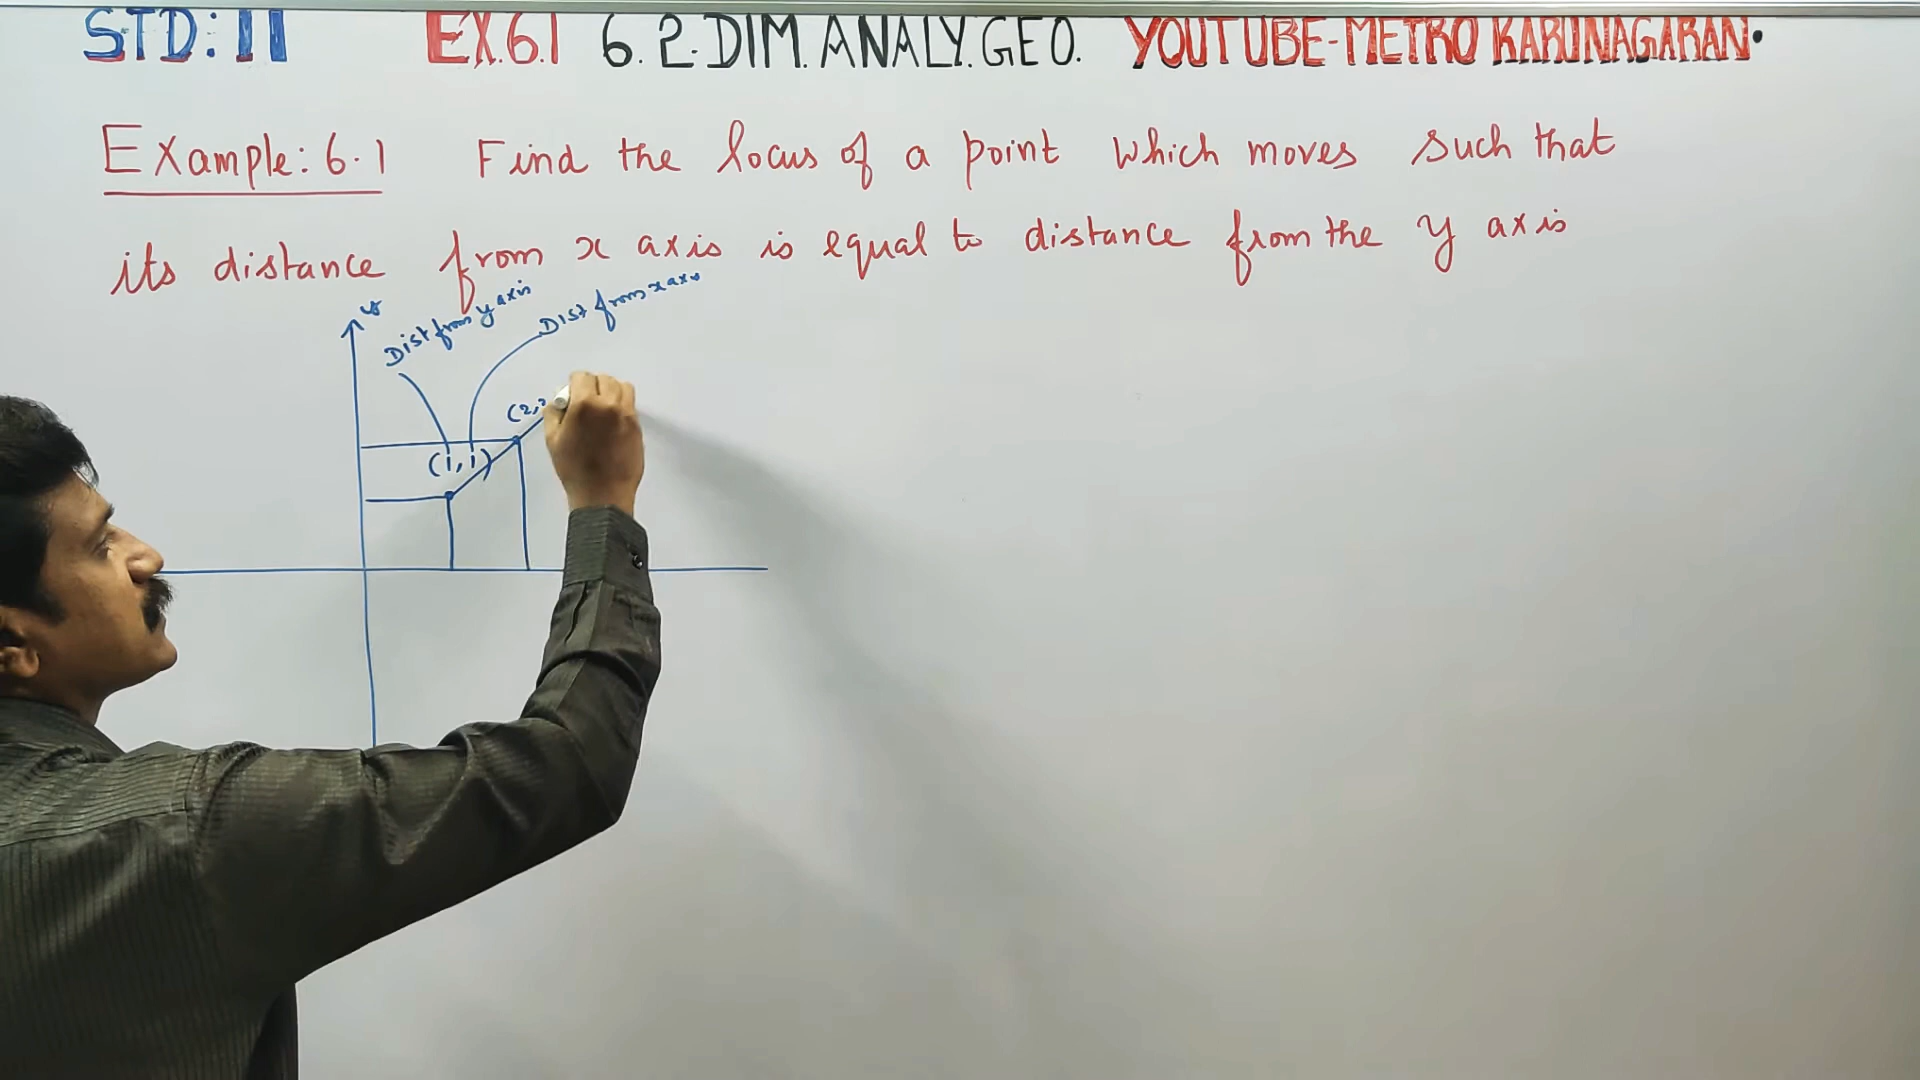 STD: 11 EX.6.1 6. 2-DIM. ANALY. GEO. YOUTUBE-METRO KARUNAGARAN.
Example: 6.1 Find the locus of a point which moves such that
its distance from x axis is equal to distance from the y axis
y
Dist from y axis
Dist from x axis
(2,2
(1,1)